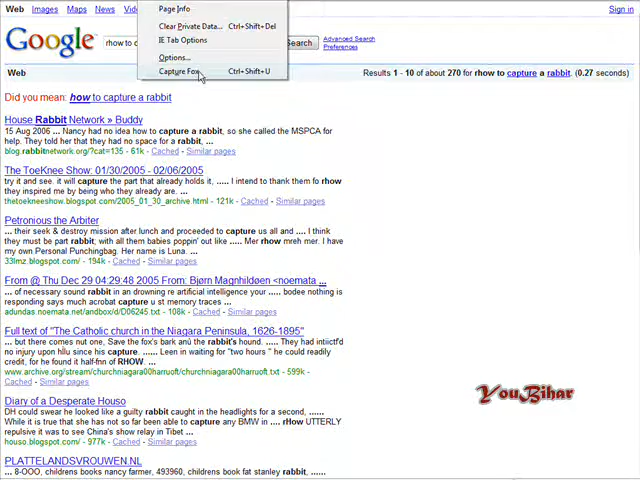 Web Images Maps News Sign in
Page Info
Clear Private Data... Ctrl+Shift+Del
IE Tab Options
Options...
Capture Fox Ctrl+Shift+U
Google
rhow to Search
Advanced Search
Preferences
Web Results 1 - 10 of about 270 for rhow to capture a rabbit. (0.27 seconds)
Did you mean: how to capture a rabbit
House Rabbit Network » Buddy
15 Aug 2006 ... Nancy had no idea how to capture a rabbit, so she called the MSPCA for
help. They told her that they had no space for a rabbit, ...
blog.rabbitnetwork.org/?cat=135 - 61k - Cached - Similar pages
The ToeKnee Show: 01/30/2005 - 02/06/2005
try it and see. it will capture the part that already holds it, ..... I intend to thank them fo rhow
they inspired me by being who they already are. ...
thetoekneeshow.blogspot.com/2005_01_30_archive.html - 121k - Cached - Similar pages
Petronious the Arbiter
... their seek & destroy mission after lunch and proceeded to capture us all and .... I think
they must be part rabbit; with all them babies poppin' out like ..... Mer rhow mreh mer. I have
my own Personal Punchingbag. Her name is Luna. ...
33lmz.blogspot.com/ - 194k - Cached - Similar pages
From @ Thu Dec 29 04:29:48 2005 From: Bjørn Magnhildøen <noemata ...
... of necessary sound rabbit in an drowning re artificial intelligence your ..... bodee nothing is
responding says much acrobat capture u st memory traces ...
adundas.noemata.net/andbox/d/D06245.txt - 108k - Cached - Similar pages
Full text of "The Catholic church in the Niagara Peninsula, 1626-1895"
... but there comes nut one, Save the fox's bark anù the rabbit's hound. ..... They had
no injury upon since his capture. ...... Leen in waiting for "two hours " he could readily
credit, for he found it of RHOW. ...
www.archive.org/stream/churchniagara00harruoft/churchniagara00harruoft.txt - 599k -
Cached - Similar pages
Diary of a Desperate Houso
DH could swear he looked like a guilty rabbit caught in the headlights for a second, ......
While it is true that she has not so far been able to capture any BMW in .... rHow UTTERLY
repulsive it was to see China's show relay in Tibet ...
houso.blogspot.com/ - 977k - Cached - Similar pages
PLATTELANDSVROUWEN.NL
... 8-OOO, childrens books nancy farmer, 493960, childrens book fat stanley rabbit, ......
YouBihar